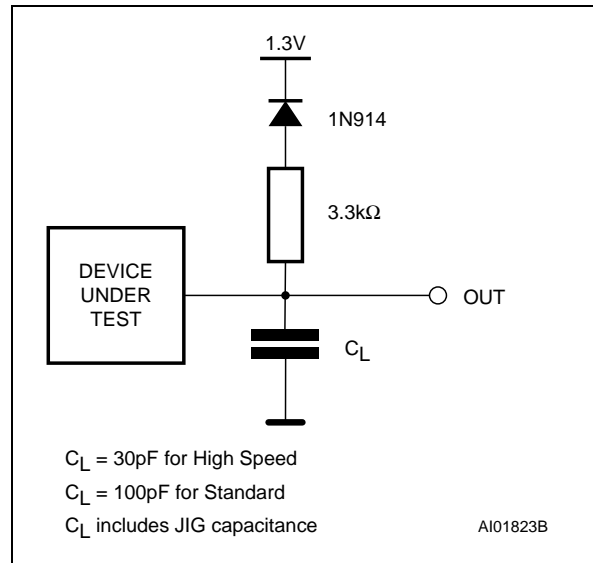 1.3V
1N914
3.3kΩ
DEVICE
UNDER
TEST
OUT
CL
CL = 30pF for High Speed
CL = 100pF for Standard
CL includes JIG capacitance
AI01823B